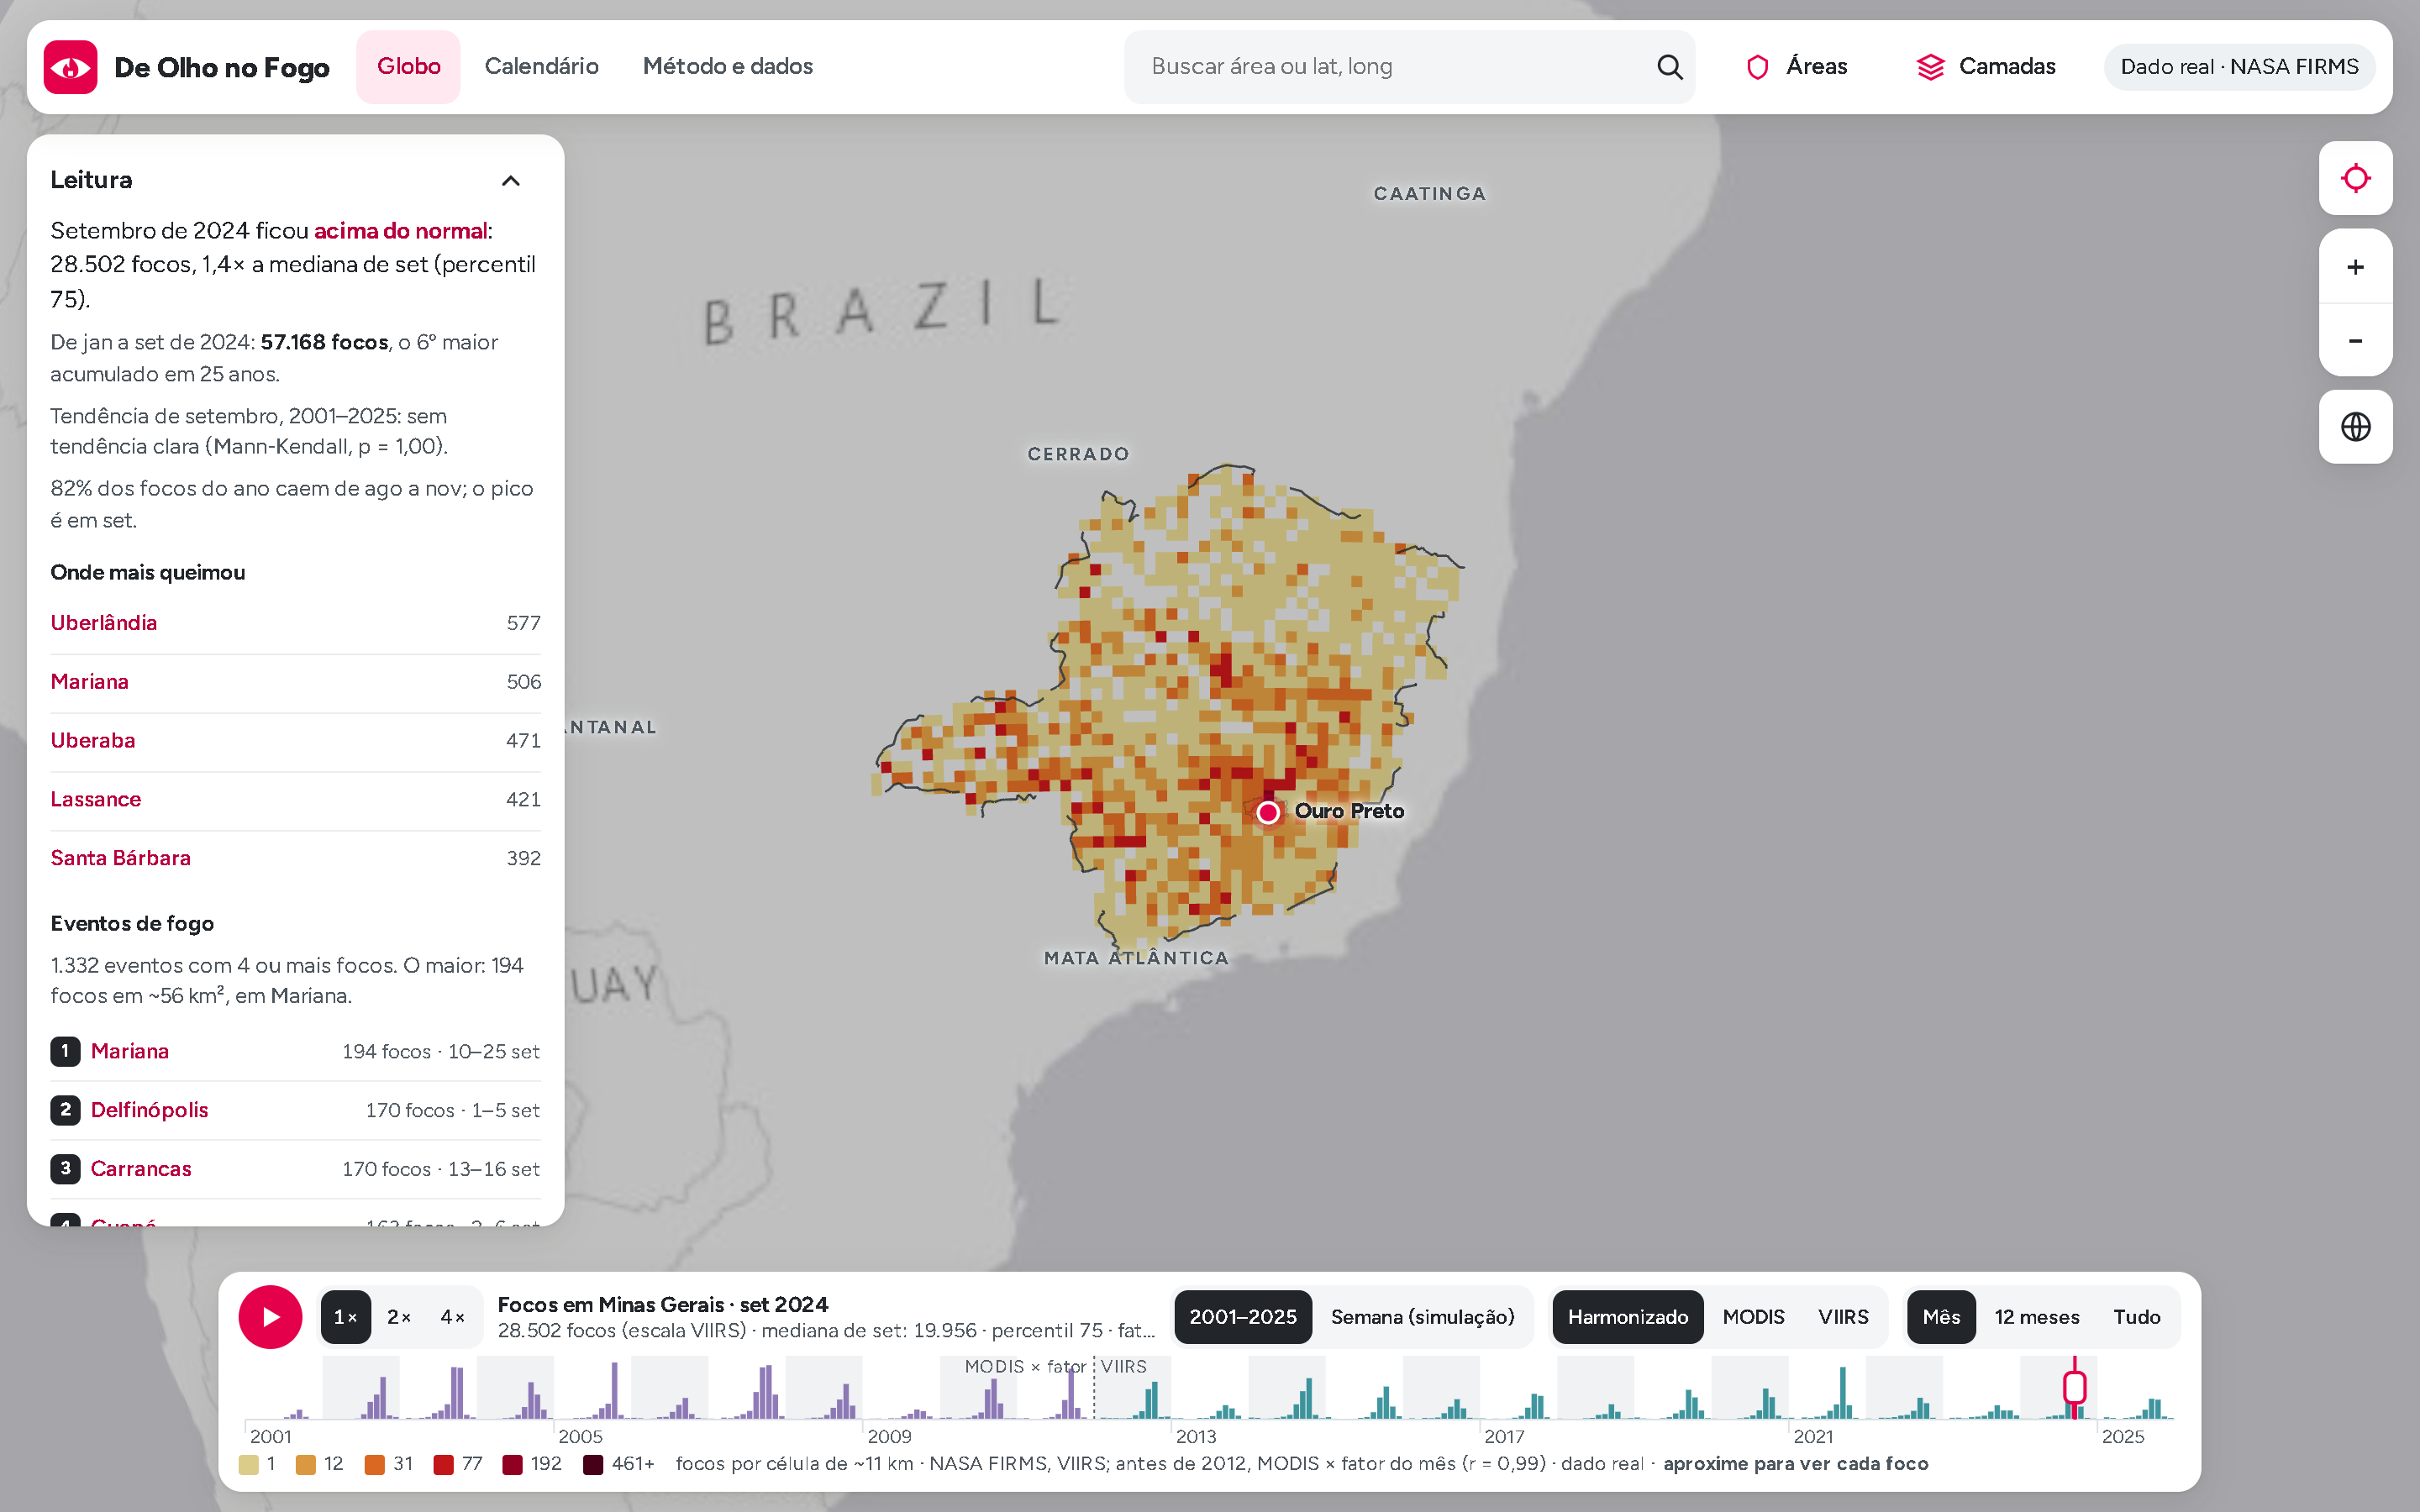 De Olho no Fogo
Globo
Calendário
Método e dados
Buscar área ou lat, long
Áreas
Camadas
Dado real · NASA FIRMS
Leitura
Setembro de 2024 ficou acima do normal:
28.502 focos, 1,4× a mediana de set (percentil
75).
De jan a set de 2024: 57.168 focos, o 6º maior
acumulado em 25 anos.
Tendência de setembro, 2001–2025: sem
tendência clara (Mann-Kendall, p = 1,00).
82% dos focos do ano caem de ago a nov; o pico
é em set.
Onde mais queimou
Uberlândia 577
Mariana 506
Uberaba 471
Lassance 421
Santa Bárbara 392
Eventos de fogo
1.332 eventos com 4 ou mais focos. O maior: 194
focos em ~56 km², em Mariana.
1 Mariana 194 focos · 10–25 set
2 Delfinópolis 170 focos · 1–5 set
3 Carrancas 170 focos · 13–16 set
CAATINGA
BRAZIL
CERRADO
ANTANAL
Ouro Preto
MATA ATLÂNTICA
UAY
+
−
1× 2× 4×
Focos em Minas Gerais · set 2024
28.502 focos (escala VIIRS) · mediana de set: 19.956 · percentil 75 · fat...
2001–2025 Semana (simulação)
Harmonizado MODIS VIIRS
Mês 12 meses Tudo
MODIS × fator VIIRS
2001 2005 2009 2013 2017 2021 2025
1 12 31 77 192 461+ focos por célula de ~11 km · NASA FIRMS, VIIRS; antes de 2012, MODIS × fator do mês (r = 0,99) · dado real · aproxime para ver cada foco